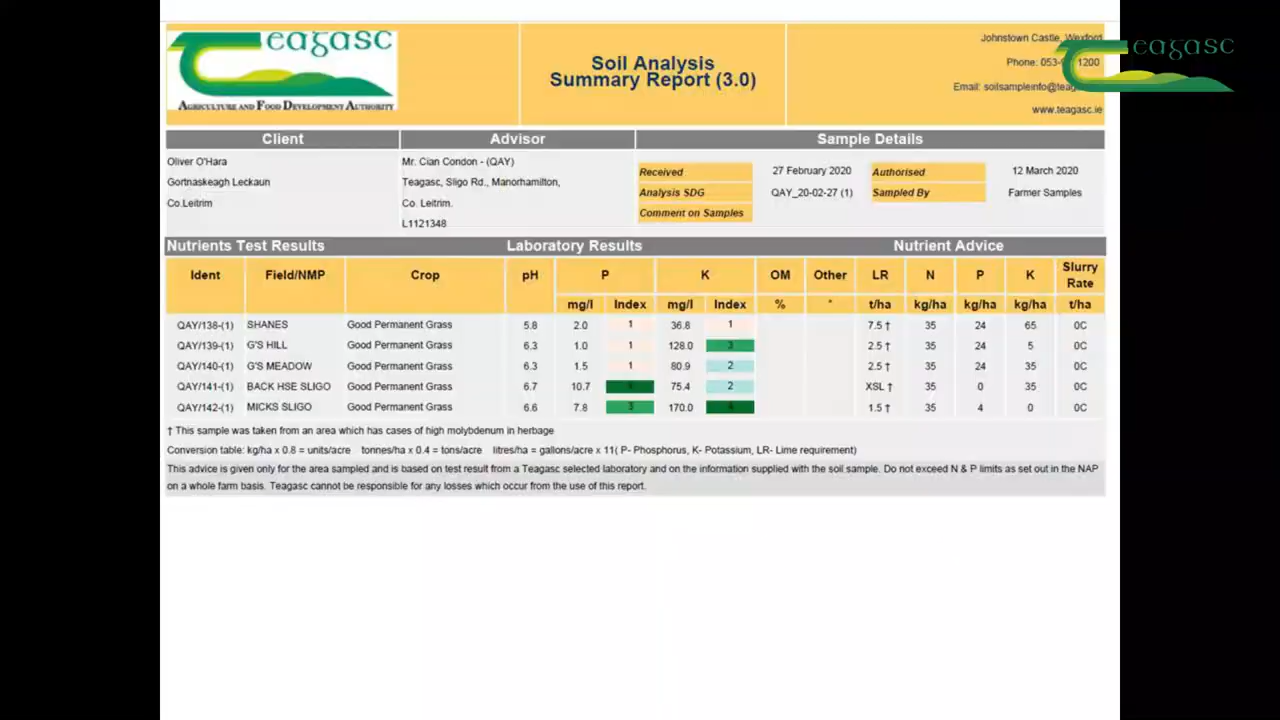 Teagasc
Agriculture and Food Development Authority
Soil Analysis
Summary Report (3.0)
Johnstown Castle, Wexford
Phone: 053- 1200
Email: soilsampleinfo@teag
www.teagasc.ie
Teagasc
Client Advisor Sample Details
Oliver O'Hara
Gortnaskeagh Leckaun
Co.Leitrim
Mr. Cian Condon - (QAY)
Teagasc, Sligo Rd., Manorhamilton,
Co. Leitrim.
L1121348
Received 27 February 2020 Authorised 12 March 2020
Analysis SDG QAY_20-02-27 (1) Sampled By Farmer Samples
Comment on Samples
Nutrients Test Results Laboratory Results Nutrient Advice
Ident Field/NMP Crop pH P K OM Other LR N P K Slurry
Rate
mg/l Index mg/l Index % * t/ha kg/ha kg/ha kg/ha t/ha
QAY/138-(1) SHANES Good Permanent Grass 5.8 2.0 1 36.8 1 7.5 † 35 24 65 0C
QAY/139-(1) G'S HILL Good Permanent Grass 6.3 1.0 1 128.0 3 2.5 † 35 24 5 0C
QAY/140-(1) G'S MEADOW Good Permanent Grass 6.3 1.5 1 80.9 2 2.5 † 35 24 35 0C
QAY/141-(1) BACK HSE SLIGO Good Permanent Grass 6.7 10.7 75.4 2 XSL † 35 0 35 0C
QAY/142-(1) MICKS SLIGO Good Permanent Grass 6.6 7.8 3 170.0 4 1.5 † 35 4 0 0C
† This sample was taken from an area which has cases of high molybdenum in herbage
Conversion table: kg/ha x 0.8 = units/acre tonnes/ha x 0.4 = tons/acre litres/ha = gallons/acre x 11( P- Phosphorus, K- Potassium, LR- Lime requirement)
This advice is given only for the area sampled and is based on test result from a Teagasc selected laboratory and on the information supplied with the soil sample. Do not exceed N & P limits as set out in the NAP
on a whole farm basis. Teagasc cannot be responsible for any losses which occur from the use of this report.